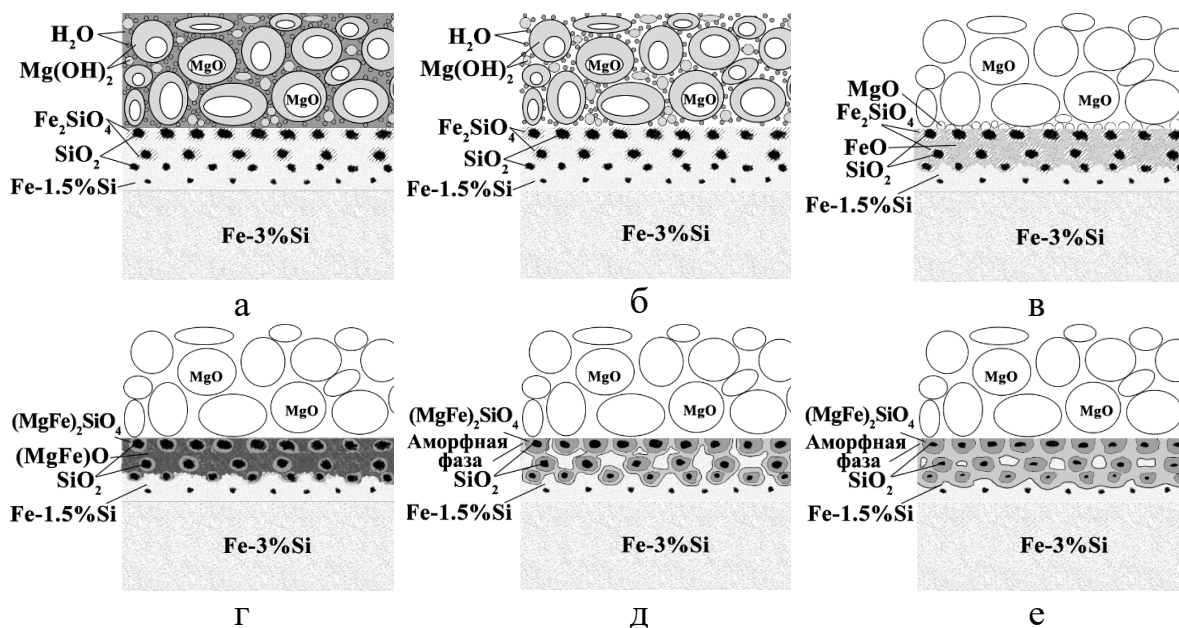 H₂O
Mg(OH)₂
MgO
MgO
Fe₂SiO₄
SiO₂
Fe-1.5%Si
Fe-3%Si
а
H₂O
Mg(OH)₂
MgO
MgO
Fe₂SiO₄
SiO₂
Fe-1.5%Si
Fe-3%Si
б
MgO
MgO
Fe₂SiO₄
FeO
SiO₂
Fe-1.5%Si
Fe-3%Si
в
MgO
MgO
(MgFe)₂SiO₄
(MgFe)O
SiO₂
Fe-1.5%Si
Fe-3%Si
г
MgO
MgO
(MgFe)₂SiO₄
Аморфная
фаза
SiO₂
Fe-1.5%Si
Fe-3%Si
д
MgO
MgO
(MgFe)₂SiO₄
Аморфная
фаза
SiO₂
Fe-1.5%Si
Fe-3%Si
е